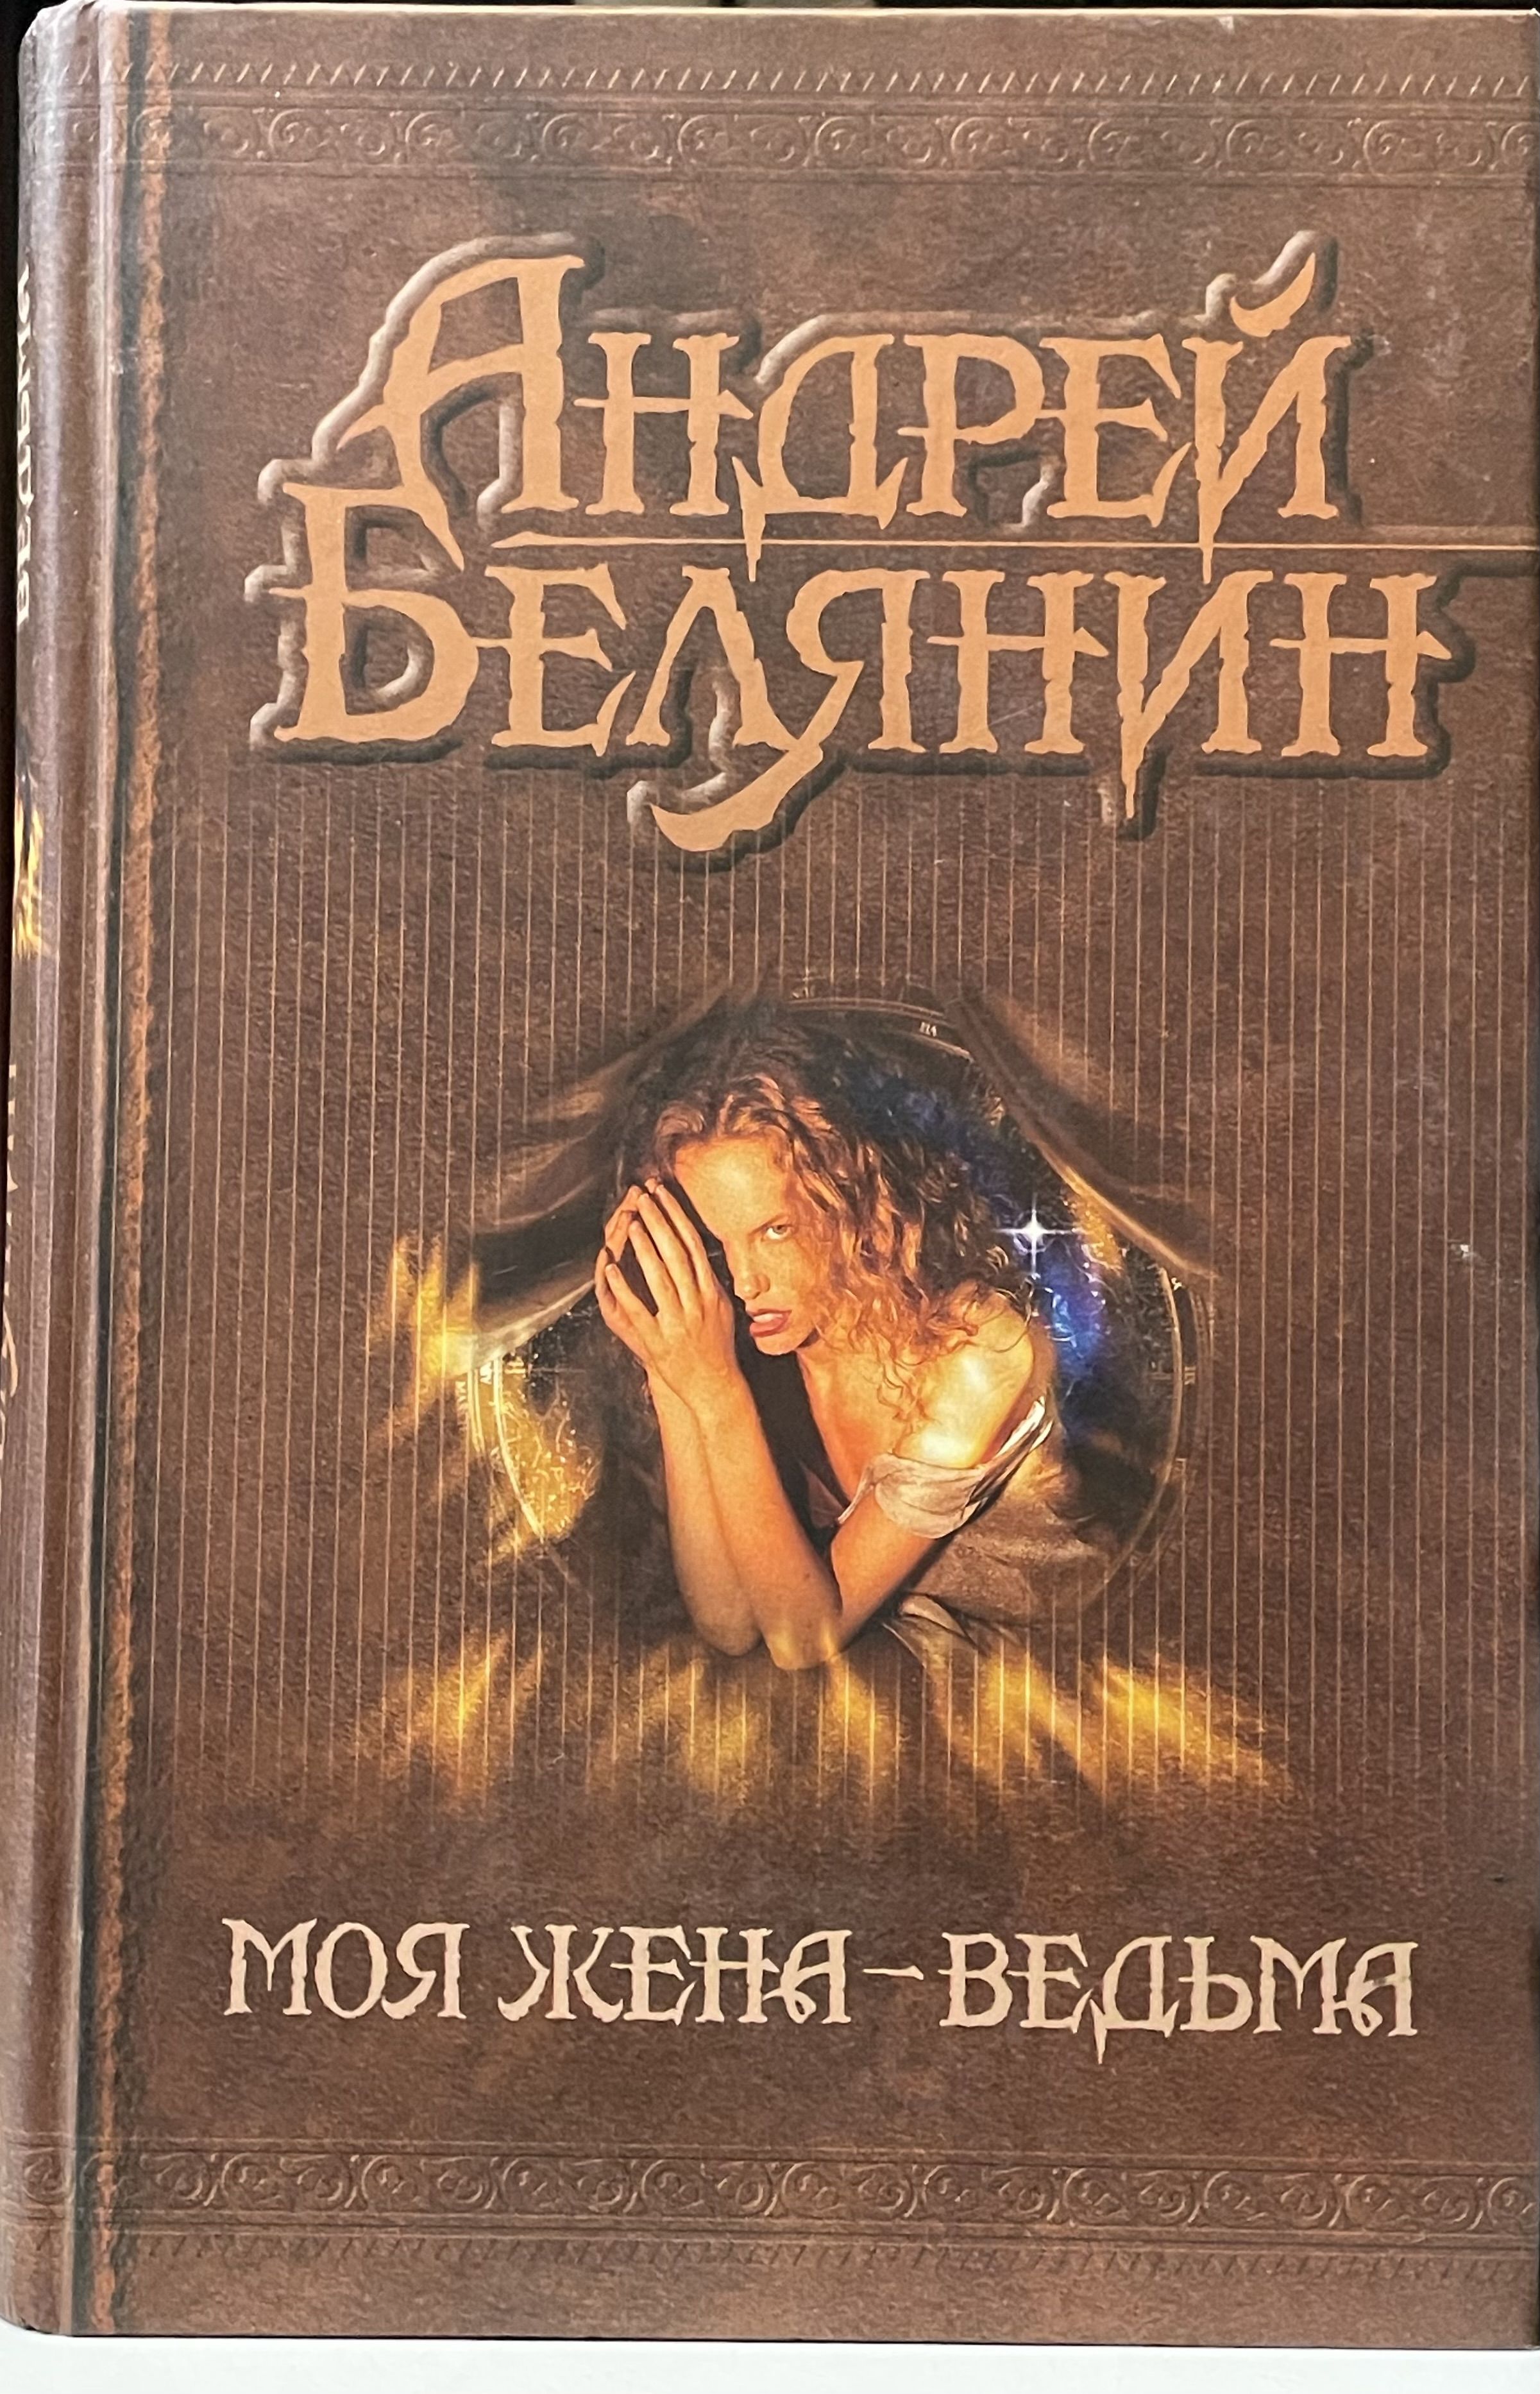 Андрей
Белянин
МОЯ ЖЕНА – ВЕДЬМА